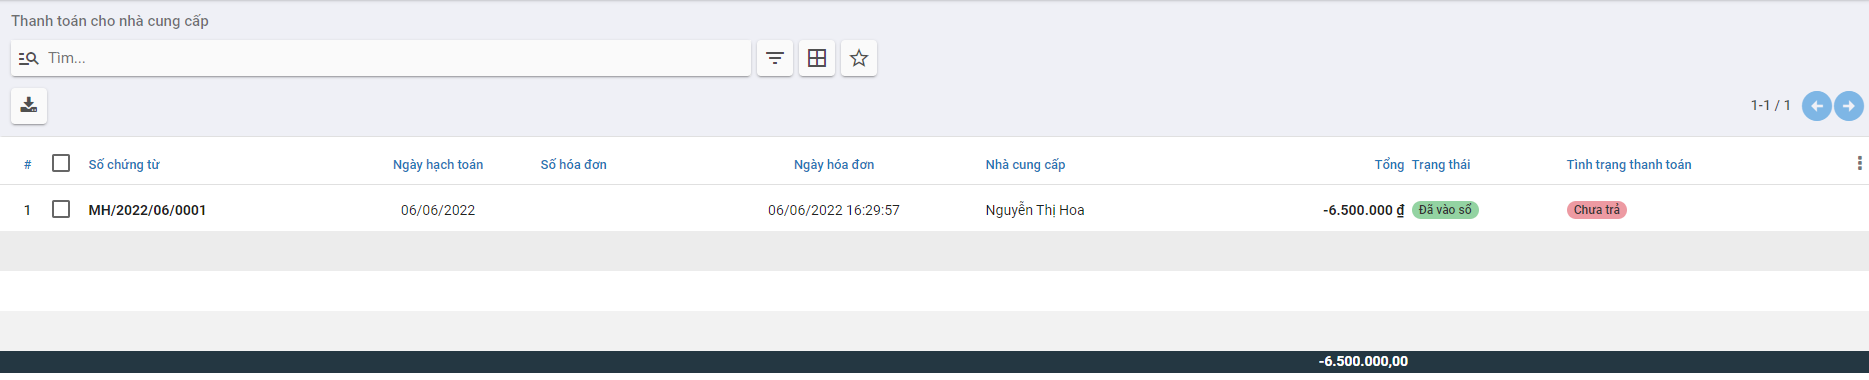 Thanh toán cho nhà cung cấp
Tìm...
1-1 / 1
# Số chứng từ Ngày hạch toán Số hóa đơn Ngày hóa đơn Nhà cung cấp Tổng Trạng thái Tình trạng thanh toán
1 MH/2022/06/0001 06/06/2022 06/06/2022 16:29:57 Nguyễn Thị Hoa -6.500.000 ₫ Đã vào sổ Chưa trả
-6.500.000,00